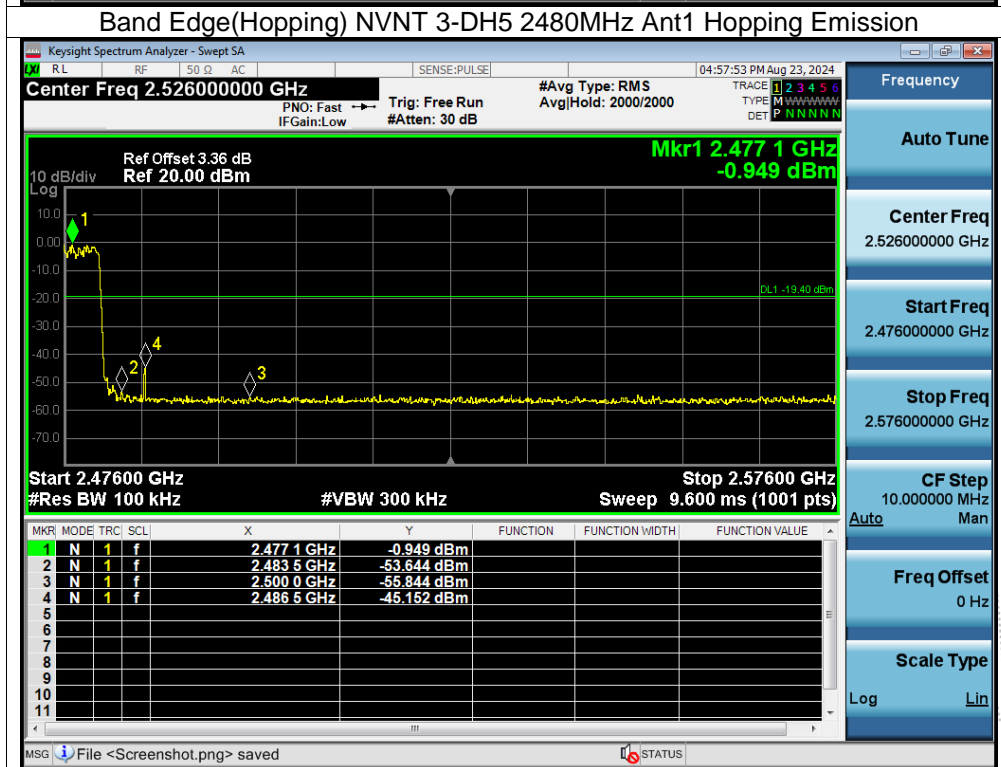 Band Edge(Hopping) NVNT 3-DH5 2480MHz Ant1 Hopping Emission
Keysight Spectrum Analyzer - Swept SA
LXI RL RF 50 Ω AC SENSE:PULSE 04:57:53 PM Aug 23, 2024
Center Freq 2.526000000 GHz #Avg Type: RMS TRACE 1 2 3 4 5 6
PNO: Fast Trig: Free Run Avg|Hold: 2000/2000 TYPE M WWWWW
IFGain:Low #Atten: 30 dB DET P N N N N N
Frequency
Auto Tune
Center Freq
2.526000000 GHz
Start Freq
2.476000000 GHz
Stop Freq
2.576000000 GHz
CF Step
10.000000 MHz
Auto Man
Freq Offset
0 Hz
Scale Type
Log Lin
Ref Offset 3.36 dB Mkr1 2.477 1 GHz
10 dB/div Ref 20.00 dBm -0.949 dBm
Log
10.0
0.00
-10.0
-20.0
-30.0
-40.0
-50.0
-60.0
-70.0
1
2
3
4
DL1 -19.40 dBm
Start 2.47600 GHz Stop 2.57600 GHz
#Res BW 100 kHz #VBW 300 kHz Sweep 9.600 ms (1001 pts)
MKR MODE TRC SCL X Y FUNCTION FUNCTION WIDTH FUNCTION VALUE
1 N 1 f 2.477 1 GHz -0.949 dBm
2 N 1 f 2.483 5 GHz -53.644 dBm
3 N 1 f 2.500 0 GHz -55.844 dBm
4 N 1 f 2.486 5 GHz -45.152 dBm
5
6
7
8
9
10
11
MSG File <Screenshot.png> saved STATUS